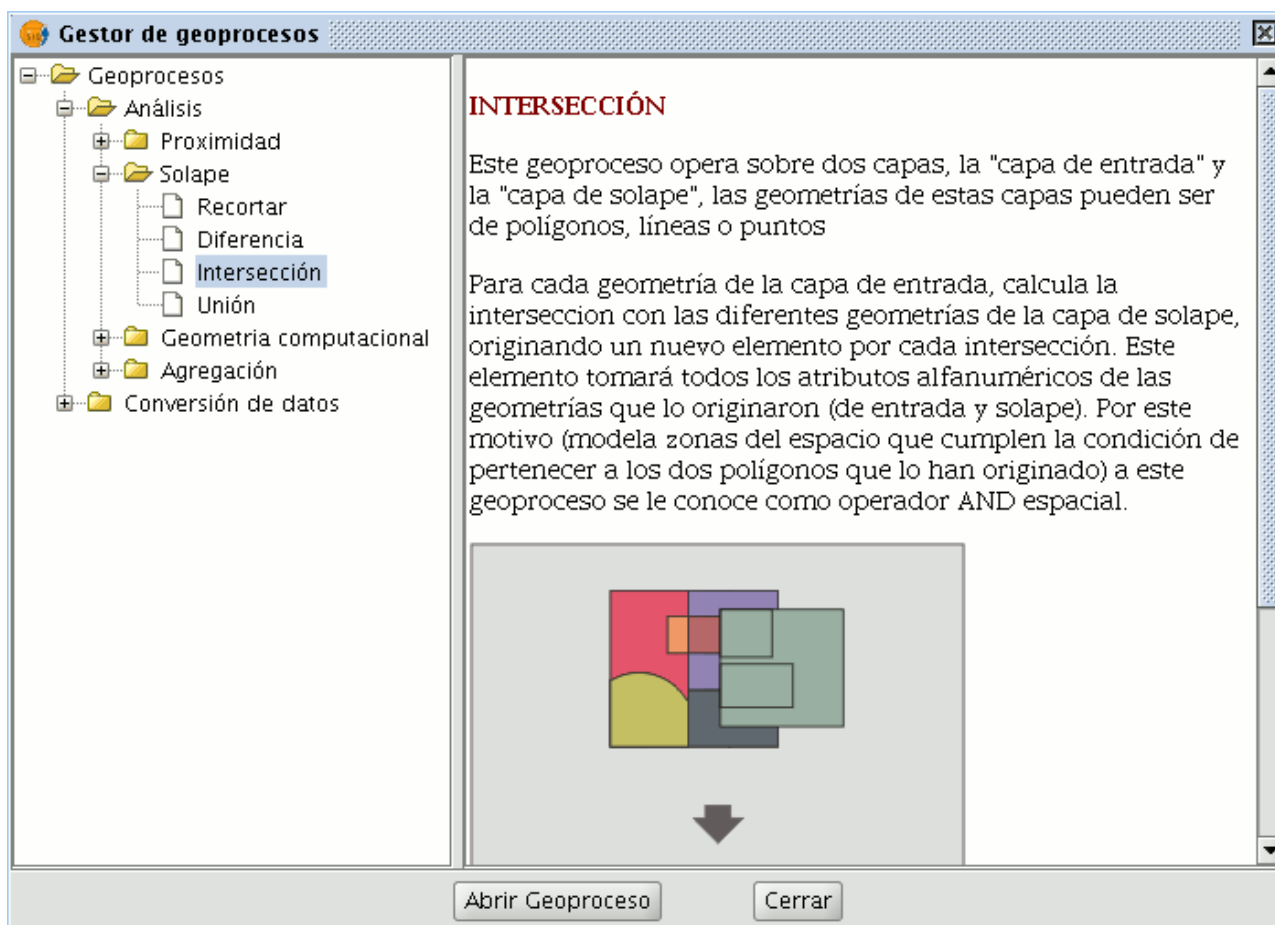 Gestor de geoprocesos
Geoprocesos
Análisis
Proximidad
Solape
Recortar
Diferencia
Intersección
Unión
Geometria computacional
Agregación
Conversión de datos
INTERSECCIÓN
Este geoproceso opera sobre dos capas, la "capa de entrada" y
la "capa de solape", las geometrías de estas capas pueden ser
de polígonos, líneas o puntos
Para cada geometría de la capa de entrada, calcula la
interseccion con las diferentes geometrías de la capa de solape,
originando un nuevo elemento por cada intersección. Este
elemento tomará todos los atributos alfanuméricos de las
geometrías que lo originaron (de entrada y solape). Por este
motivo (modela zonas del espacio que cumplen la condición de
pertenecer a los dos polígonos que lo han originado) a este
geoproceso se le conoce como operador AND espacial.
Abrir Geoproceso
Cerrar